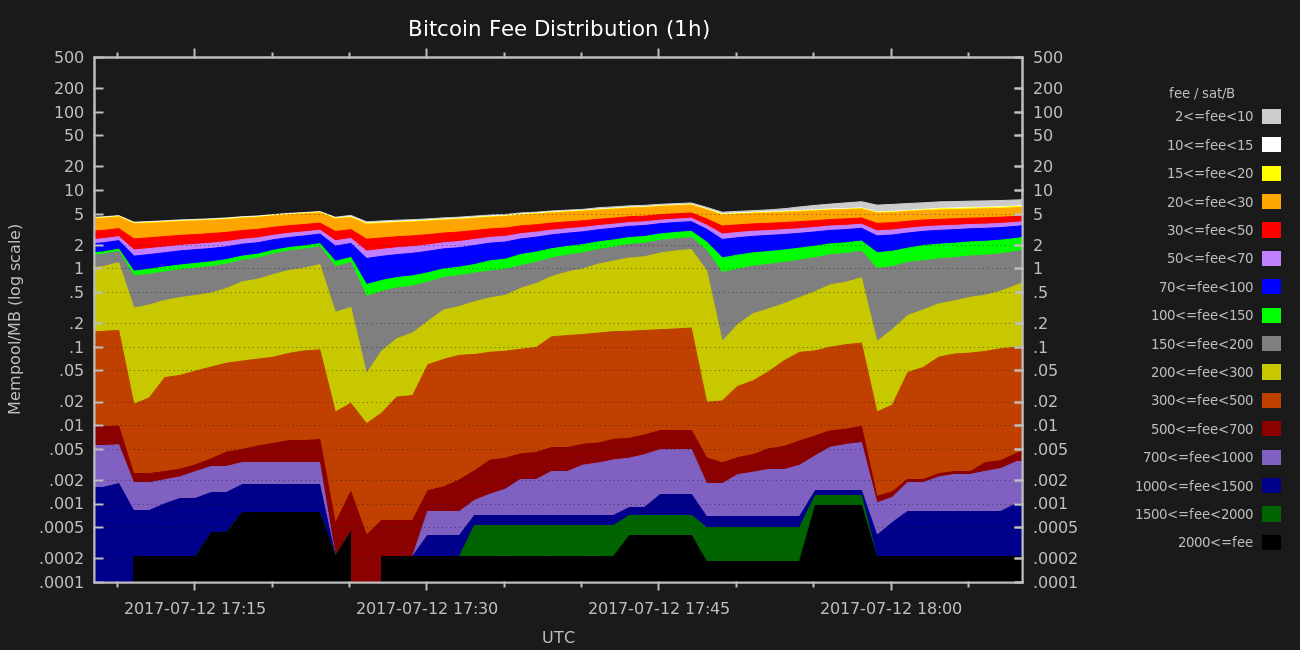 Bitcoin Fee Distribution (1h)
500 500
200 200
100 100
50 50
20 20
10 10
5 5
2 2
1 1
.5 .5
.2 .2
.1 .1
.05 .05
.02 .02
.01 .01
.005 .005
.002 .002
.001 .001
.0005 .0005
.0002 .0002
.0001 .0001
Mempool/MB (log scale)
2017-07-12 17:15 2017-07-12 17:30 2017-07-12 17:45 2017-07-12 18:00
UTC
fee / sat/B
2<=fee<10
10<=fee<15
15<=fee<20
20<=fee<30
30<=fee<50
50<=fee<70
70<=fee<100
100<=fee<150
150<=fee<200
200<=fee<300
300<=fee<500
500<=fee<700
700<=fee<1000
1000<=fee<1500
1500<=fee<2000
2000<=fee